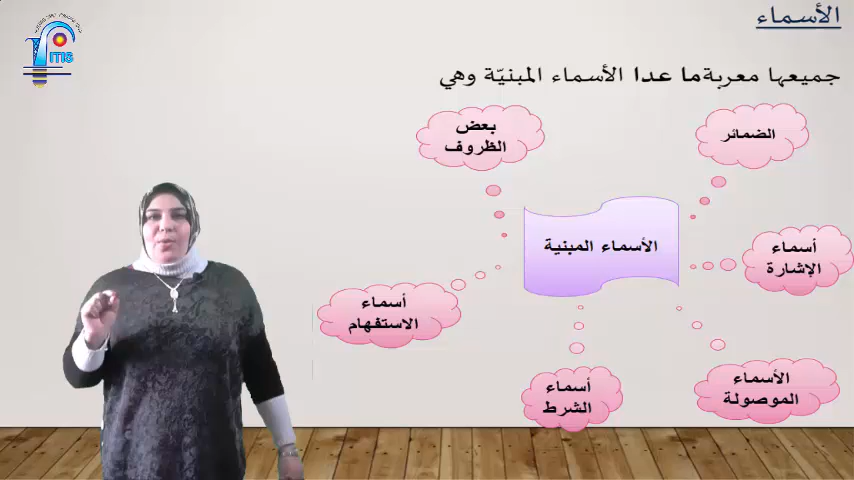 الأسماء
جميعها معربة ما عدا الأسماء المبنيّة وهي
بعض
الظروف
الضمائر
الأسماء المبنية
أسماء
الإشارة
أسماء
الاستفهام
الأسماء
الموصولة
أسماء
الشرط
ITMS